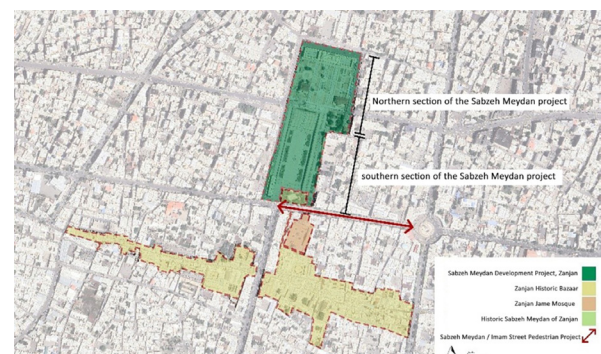 Northern section of the Sabzeh Meydan project
southern section of the Sabzeh Meydan project
Sabzeh Meydan Development Project, Zanjan
Zanjan Historic Bazaar
Zanjan Jame Mosque
Historic Sabzeh Meydan of Zanjan
Sabzeh Meydan / Imam Street Pedestrian Project